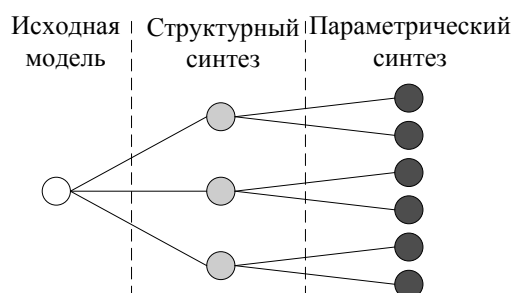 Исходная
модель
Структурный
синтез
Параметрический
синтез